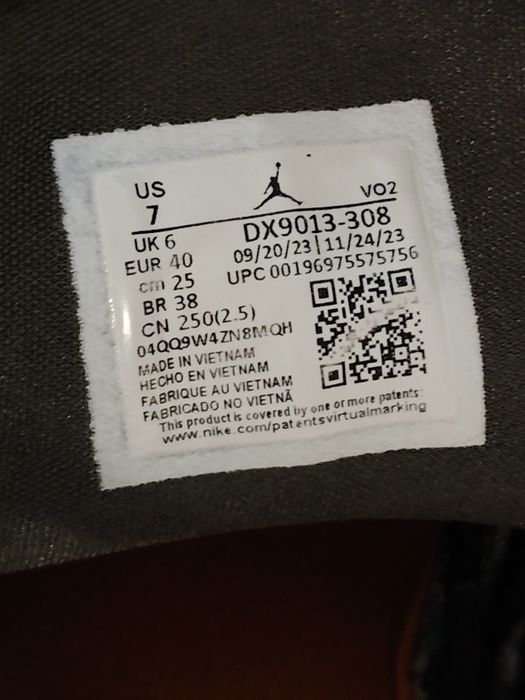 US
7
VO2
UK 6
EUR 40
cm 25
BR 38
CN 250(2.5)
DX9013-308
09/20/23|11/24/23
UPC 00196975575756
04QQ9W4ZN8MQH
MADE IN VIETNAM
HECHO EN VIETNAM
FABRIQUE AU VIETNAM
FABRICADO NO VIETNÃ
This product is covered by one or more patents:
www.nike.com/patentsvirtualmarking